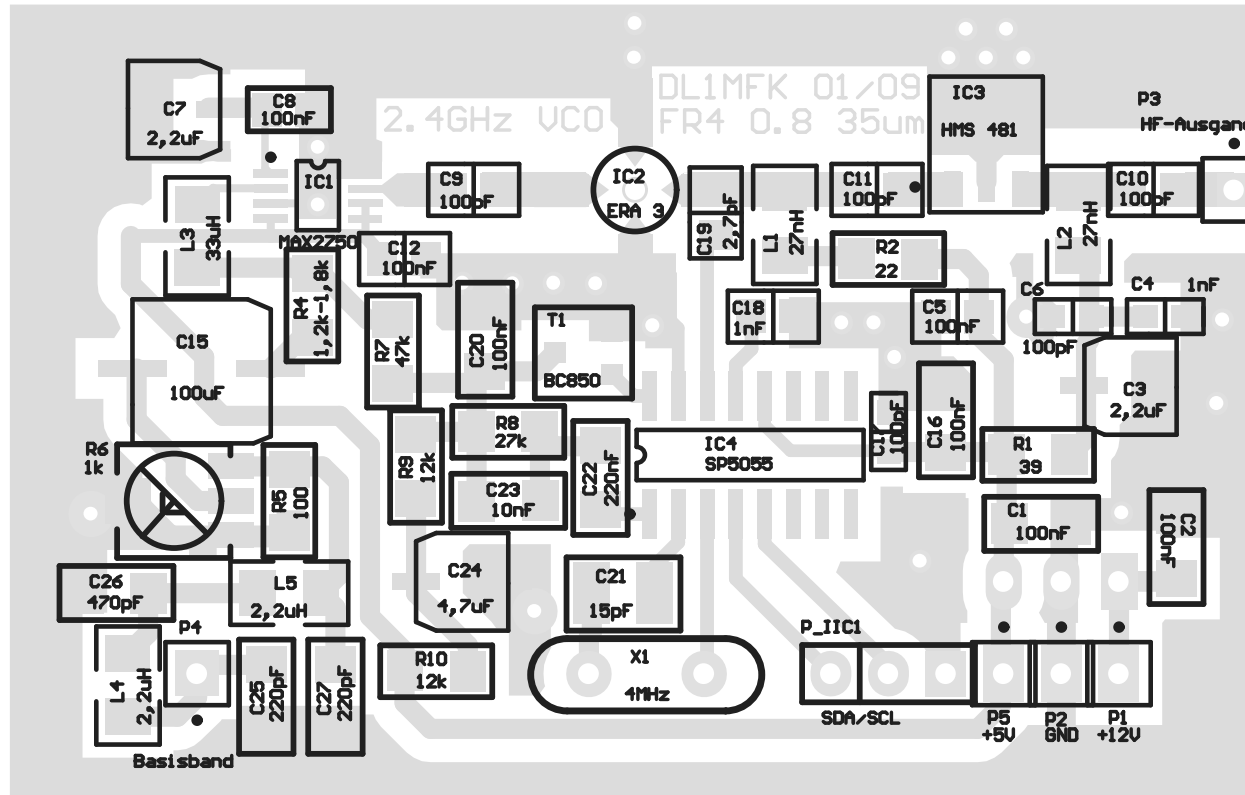 C7
2,2uF
C8
100nF
2.4GHz VCO
DL1MFK 01/09
FR4 0.8 35um
IC3
HMS 481
P3
HF-Ausgang
L3
33uH
IC1
MAX2750
C9
100pF
IC2
ERA 3
C19
2,7pF
L1
27nH
C11
100pF
L2
27nH
C10
100pF
C12
100nF
R2
22
R4
1,2k-1,8k
C15
100uF
R7
47k
C20
100nF
T1
BC850
C18
1nF
C5
100nF
C6
100pF
C4
1nF
C3
2,2uF
R6
1k
R5
100
R9
12k
R8
27k
C23
10nF
C22
220nF
IC4
SP5055
C17
100pF
C16
100nF
R1
39
C1
100nF
C2
100nF
C26
470pF
L5
2,2uH
C24
4,7uF
C21
15pF
P4
L4
2,2uH
C25
220pF
C27
220pF
R10
12k
X1
4MHz
P_IIC1
SDA/SCL
P5
+5V
P2
GND
P1
+12V
Basisband